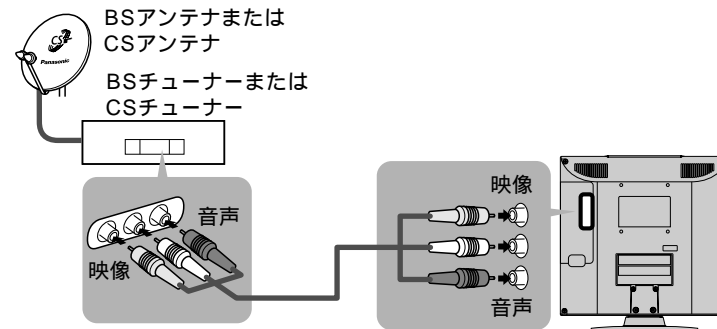 BSアンテナまたは
CSアンテナ
Panasonic
BSチューナーまたは
CSチューナー
音声
映像
映像
音声